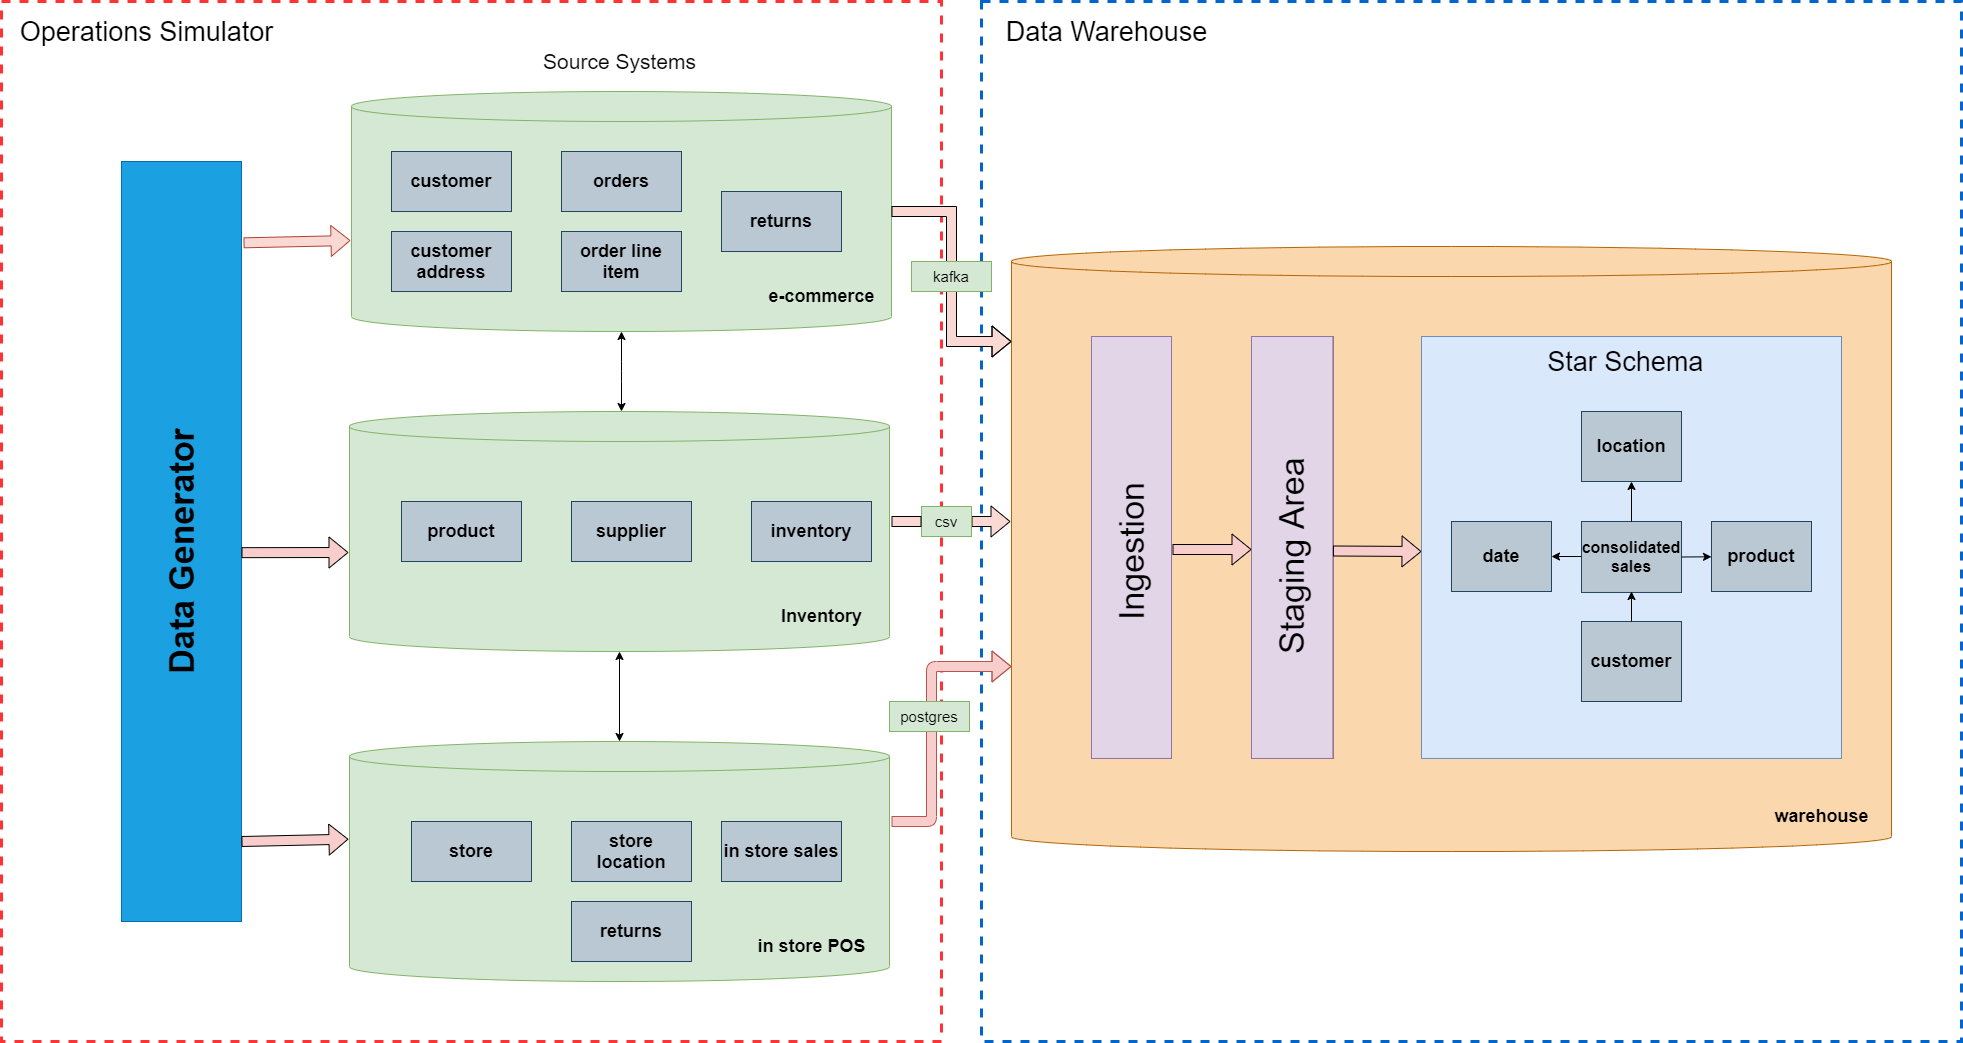 Operations Simulator
Source Systems
Data Generator
customer
orders
returns
customer
address
order line
item
e-commerce
product
supplier
inventory
Inventory
store
store
location
in store sales
returns
in store POS
kafka
csv
postgres
Data Warehouse
Ingestion
Staging Area
Star Schema
location
date
consolidated
sales
product
customer
warehouse